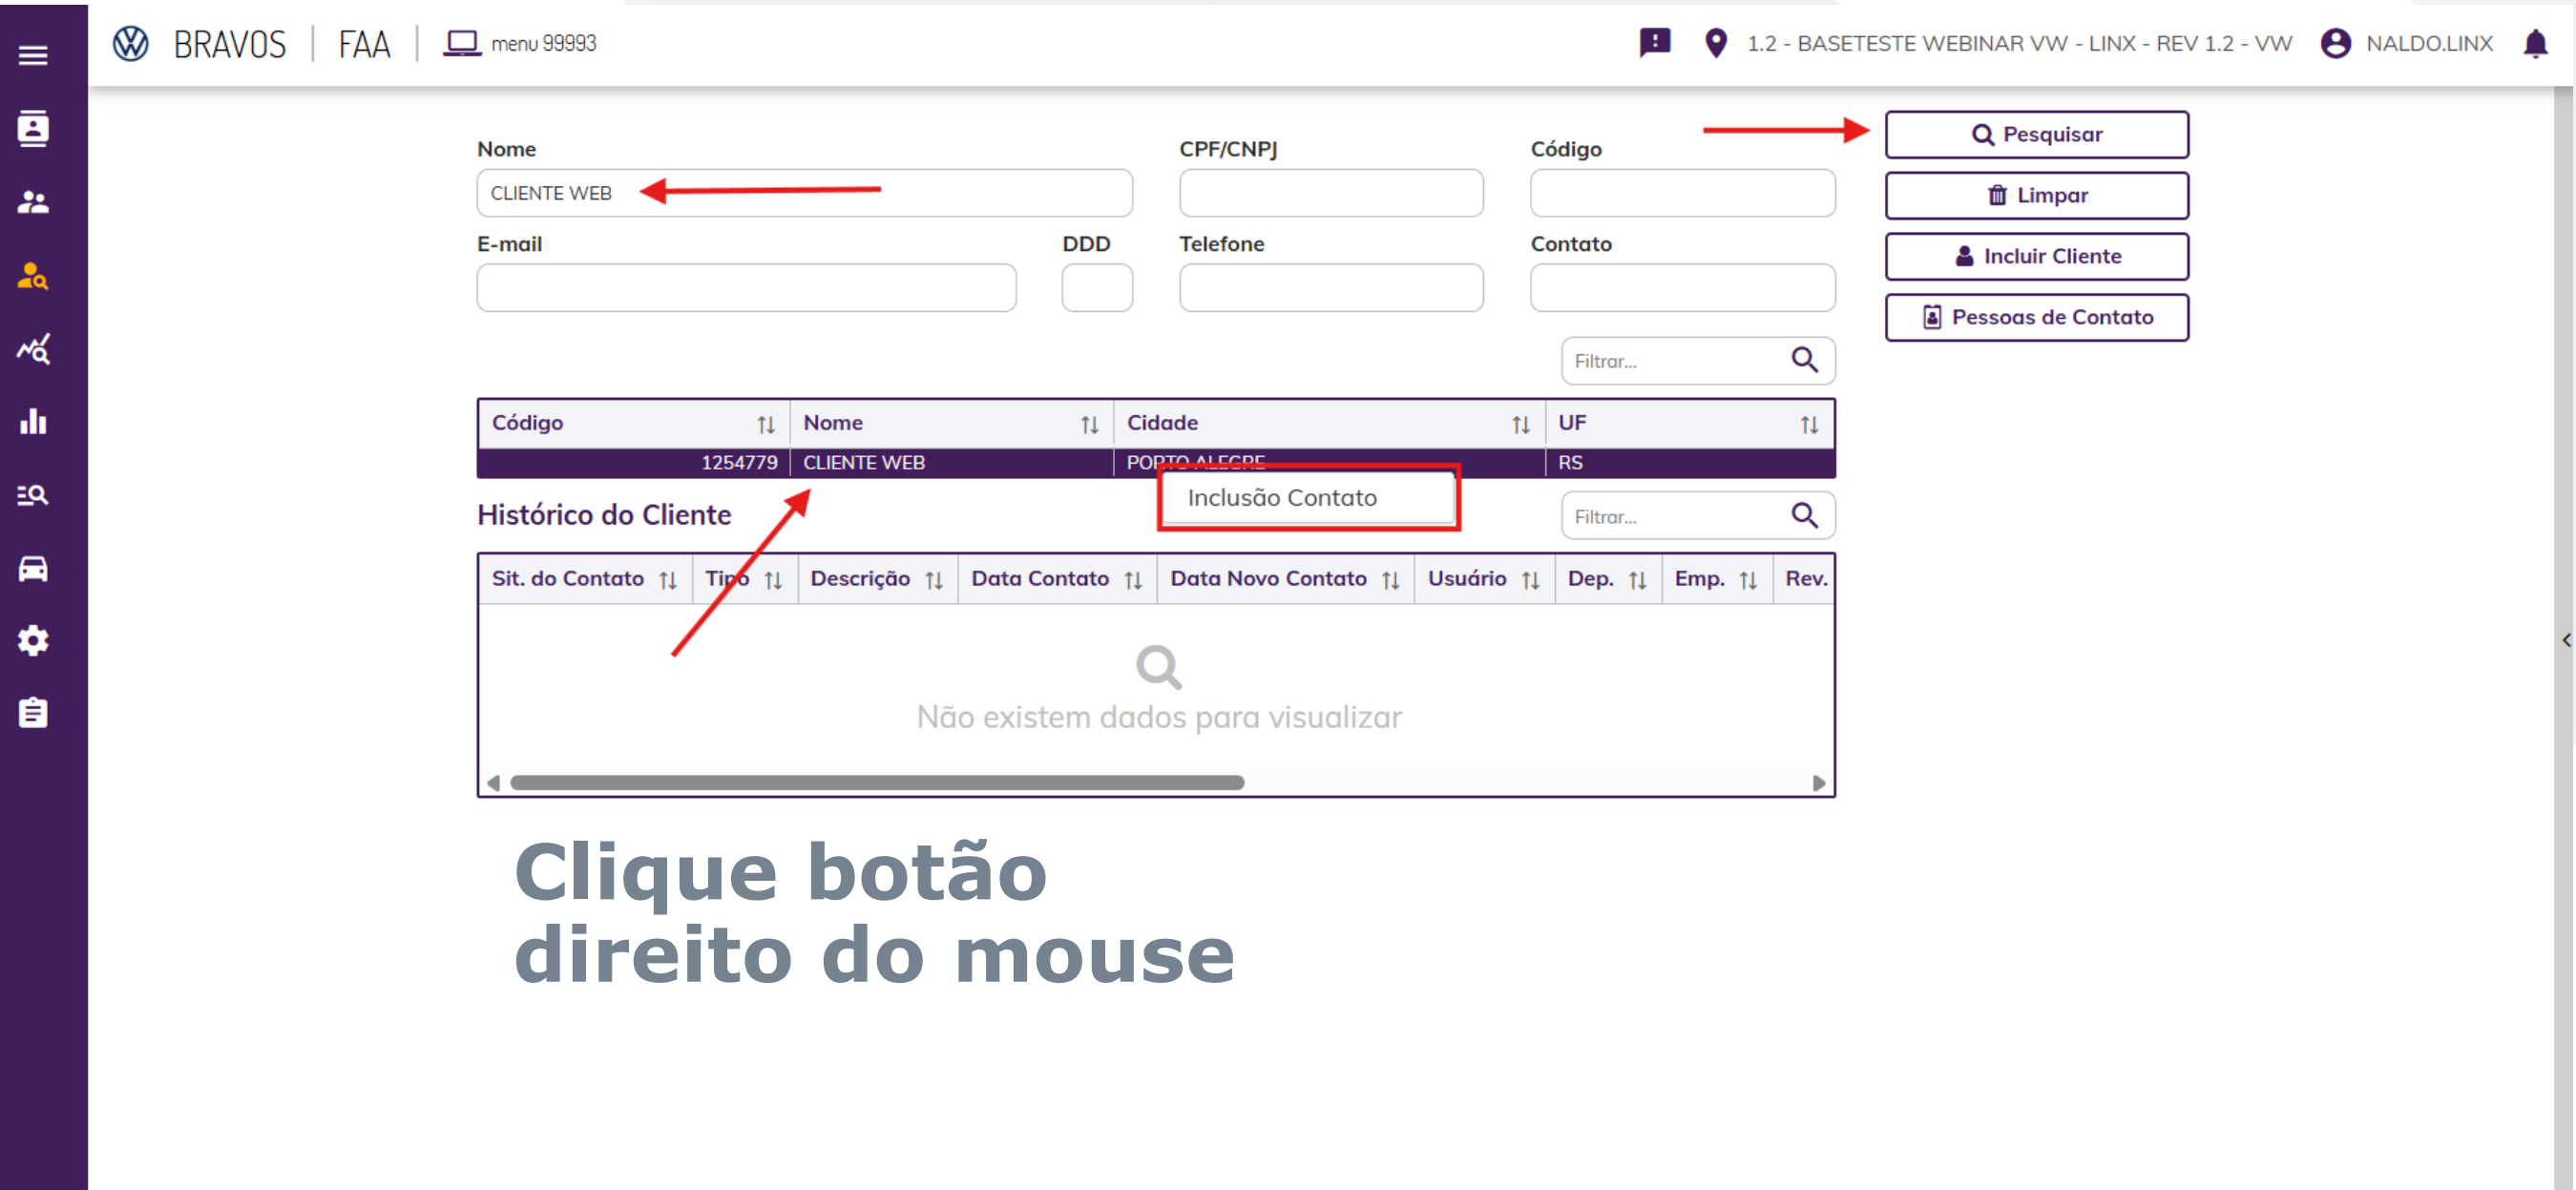 BRAVOS | FAA | menu 99993
1.2 - BASETESTE WEBINAR VW - LINX - REV 1.2 - VW NALDO.LINX
Nome CPF/CNPJ Código
CLIENTE WEB
E-mail DDD Telefone Contato
Pesquisar
Limpar
Incluir Cliente
Pessoas de Contato
Filtrar...
Código Nome Cidade UF
1254779 CLIENTE WEB PORTO ALEGRE RS
Inclusão Contato
Histórico do Cliente
Filtrar...
Sit. do Contato Tipo Descrição Data Contato Data Novo Contato Usuário Dep. Emp. Rev.
Não existem dados para visualizar
Clique botão
direito do mouse